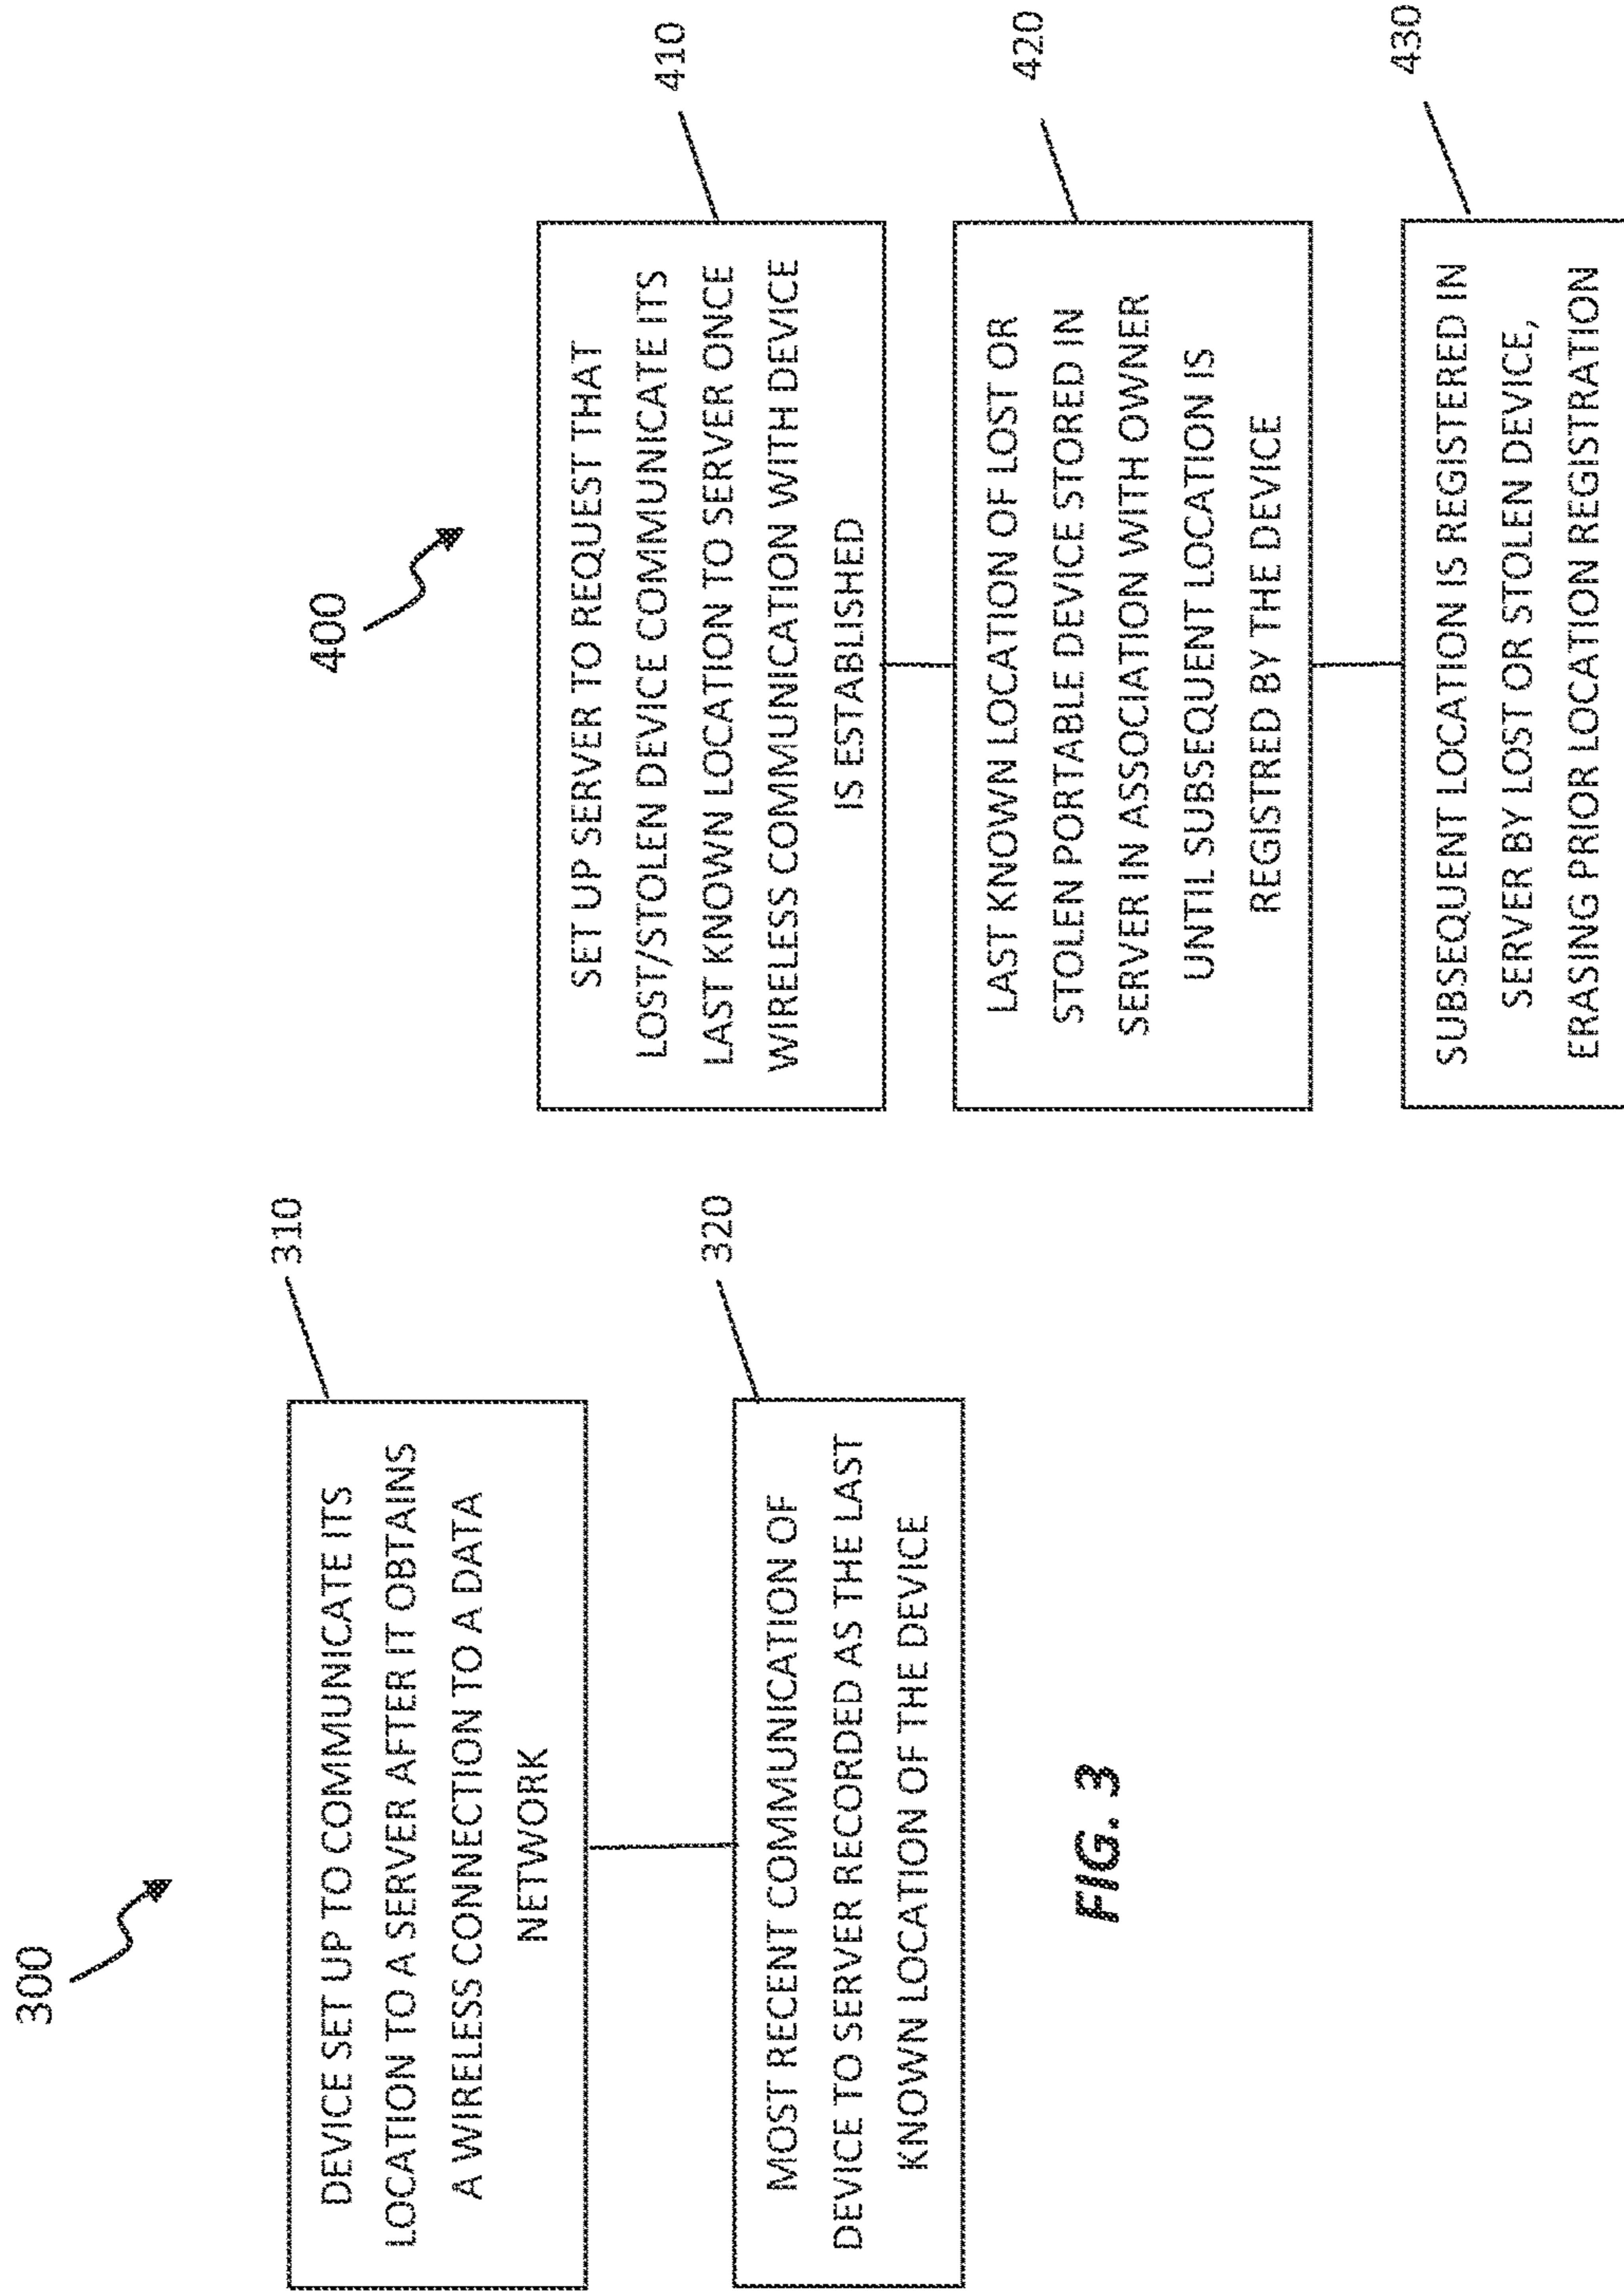 300
310
DEVICE SET UP TO COMMUNICATE ITS
LOCATION TO A SERVER AFTER IT OBTAINS
A WIRELESS CONNECTION TO A DATA
NETWORK
320
MOST RECENT COMMUNICATION OF
DEVICE TO SERVER RECORDED AS THE LAST
KNOWN LOCATION OF THE DEVICE
FIG. 3
400
410
SET UP SERVER TO REQUEST THAT
LOST/STOLEN DEVICE COMMUNICATE ITS
LAST KNOWN LOCATION TO SERVER ONCE
WIRELESS COMMUNICATION WITH DEVICE
IS ESTABLISHED
420
LAST KNOWN LOCATION OF LOST OR
STOLEN PORTABLE DEVICE STORED IN
SERVER IN ASSOCIATION WITH OWNER
UNTIL SUBSEQUENT LOCATION IS
REGISTRED BY THE DEVICE
430
SUBSEQUENT LOCATION IS REGISTERED IN
SERVER BY LOST OR STOLEN DEVICE,
ERASING PRIOR LOCATION REGISTRATION